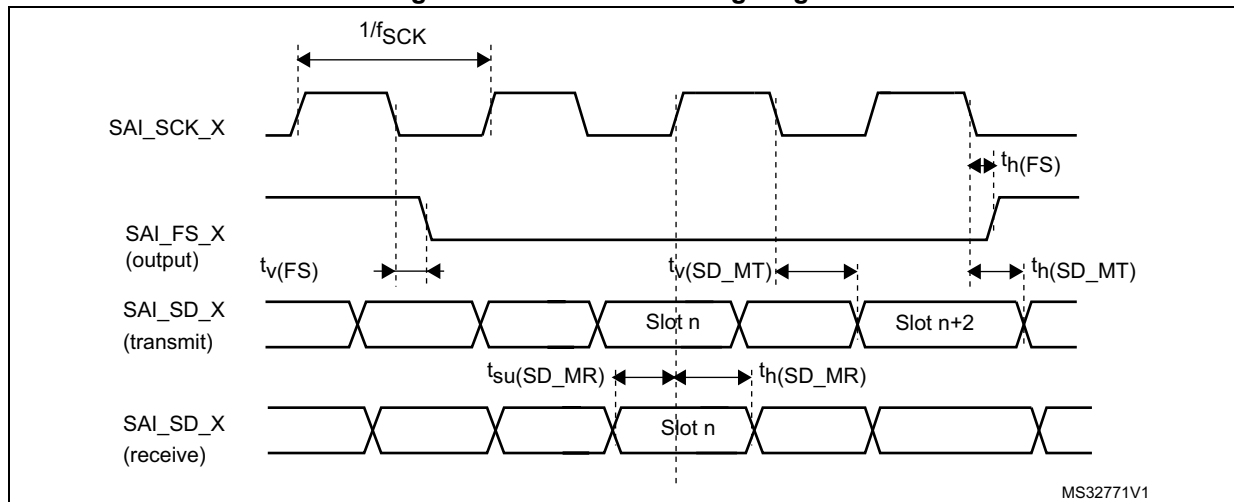 1/fSCK
SAI_SCK_X
th(FS)
SAI_FS_X
(output)
tv(FS)
tv(SD_MT)
th(SD_MT)
SAI_SD_X
(transmit)
Slot n
Slot n+2
tsu(SD_MR)
th(SD_MR)
SAI_SD_X
(receive)
Slot n
MS32771V1